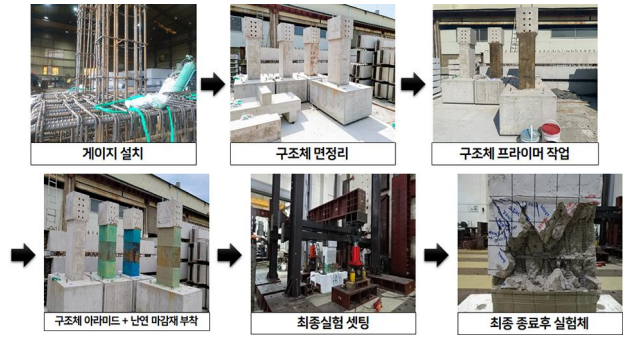 게이지 설치
구조체 면정리
구조체 프라이머 작업
구조체 아라미드 + 난연 마감재 부착
최종실험 셋팅
최종 종료후 실험체